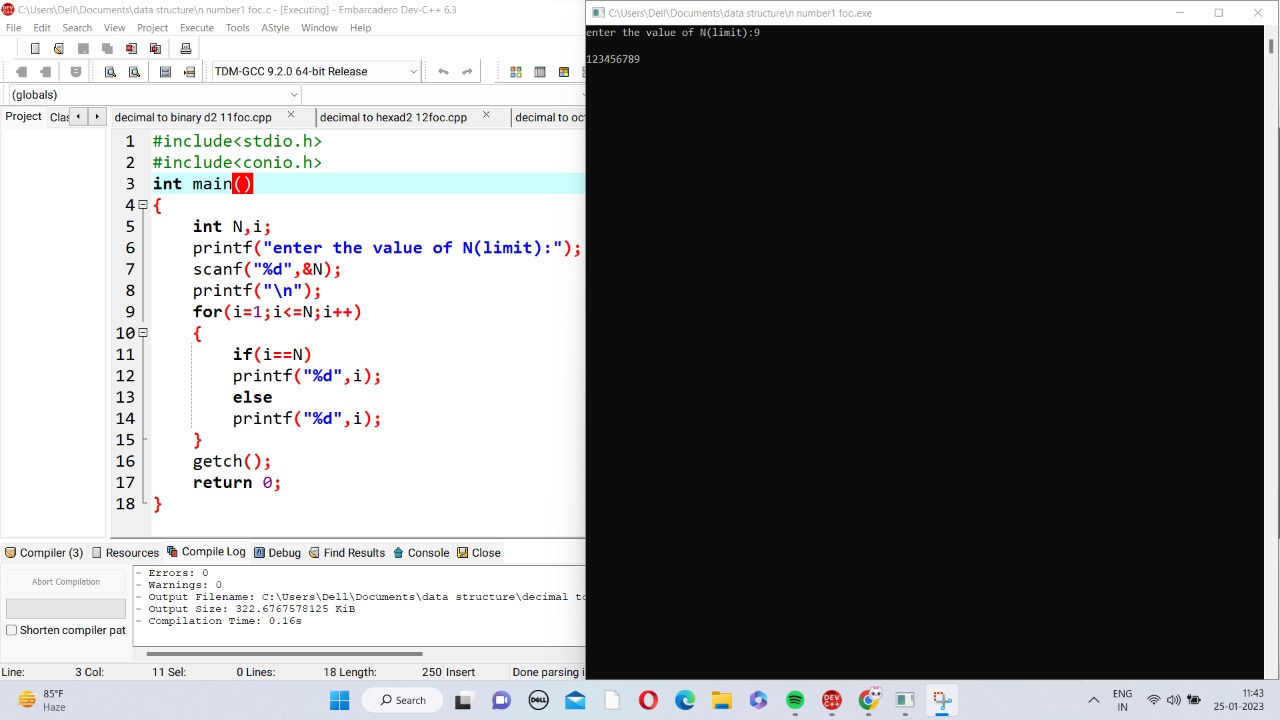 C:\Users\Dell\Documents\data structure\n number1 foc..c - [Executing] - Embarcadero Dev-C++ 6.3
File Edit Search View Project Execute Tools AStyle Window Help
TDM-GCC 9.2.0 64-bit Release
(globals)
Project Clas decimal to binary d2 11foc.cpp decimal to hexad2 12foc.cpp decimal to oct
1 #include<stdio.h>
2 #include<conio.h>
3 int main()
4 {
5 int N,i;
6 printf("enter the value of N(limit):");
7 scanf("%d",&N);
8 printf("\n");
9 for(i=1;i<=N;i++)
10 {
11 if(i==N)
12 printf("%d",i);
13 else
14 printf("%d",i);
15 }
16 getch();
17 return 0;
18 }
Compiler (3) Resources Compile Log Debug Find Results Console Close
Abort Compilation
Shorten compiler pat
- Errors: 0
- Warnings: 0
- Output Filename: C:\Users\Dell\Documents\data structure\decimal to
- Output Size: 322.6767578125 KiB
- Compilation Time: 0.16s
Line: 3 Col: 11 Sel: 0 Lines: 18 Length: 250 Insert Done parsing i
C:\Users\Dell\Documents\data structure\n number1 foc..exe
enter the value of N(limit):9
123456789
85°F
Haze
Search
DELL
DEV C++
ENG
IN
11:43
25-01-2023